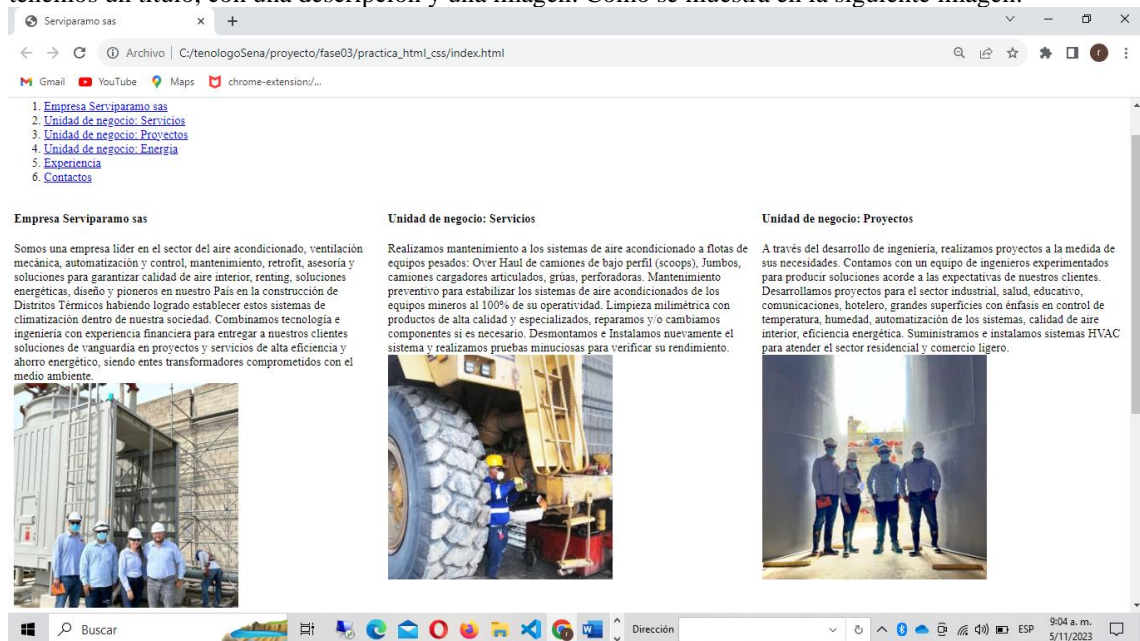 tenemos un título, con una descripción y una imagen. Como se muestra en la siguiente imagen:
Serviparamo sas
Archivo | C:/tenologoSena/proyecto/fase03/practica_html_css/index.html
r
Gmail YouTube Maps chrome-extension:/...
1. Empresa Serviparamo sas
2. Unidad de negocio: Servicios
3. Unidad de negocio: Proyectos
4. Unidad de negocio: Energia
5. Experiencia
6. Contactos
Empresa Serviparamo sas
Somos una empresa líder en el sector del aire acondicionado, ventilación
mecánica, automatización y control, mantenimiento, retrofit, asesoría y
soluciones para garantizar calidad de aire interior, renting, soluciones
energéticas, diseño y pioneros en nuestro País en la construcción de
Distritos Térmicos habiendo logrado establecer estos sistemas de
climatización dentro de nuestra sociedad. Combinamos tecnología e
ingeniería con experiencia financiera para entregar a nuestros clientes
soluciones de vanguardia en proyectos y servicios de alta eficiencia y
ahorro energético, siendo entes transformadores comprometidos con el
medio ambiente.
Unidad de negocio: Servicios
Realizamos mantenimiento a los sistemas de aire acondicionado a flotas de
equipos pesados: Over Haul de camiones de bajo perfil (scoops), Jumbos,
camiones cargadores articulados, grúas, perforadoras. Mantenimiento
preventivo para estabilizar los sistemas de aire acondicionados de los
equipos mineros al 100% de su operatividad. Limpieza milimétrica con
productos de alta calidad y especializados, reparamos y/o cambiamos
componentes si es necesario. Desmontamos e Instalamos nuevamente el
sistema y realizamos pruebas minuciosas para verificar su rendimiento.
Unidad de negocio: Proyectos
A través del desarrollo de ingeniería, realizamos proyectos a la medida de
sus necesidades. Contamos con un equipo de ingenieros experimentados
para producir soluciones acorde a las expectativas de nuestros clientes.
Desarrollamos proyectos para el sector industrial, salud, educativo,
comunicaciones, hotelero, grandes superficies con énfasis en control de
temperatura, humedad, automatización de los sistemas, calidad de aire
interior, eficiencia energética. Suministramos e instalamos sistemas HVAC
para atender el sector residencial y comercio ligero.
Buscar
Dirección
ESP
9:04 a. m.
5/11/2023